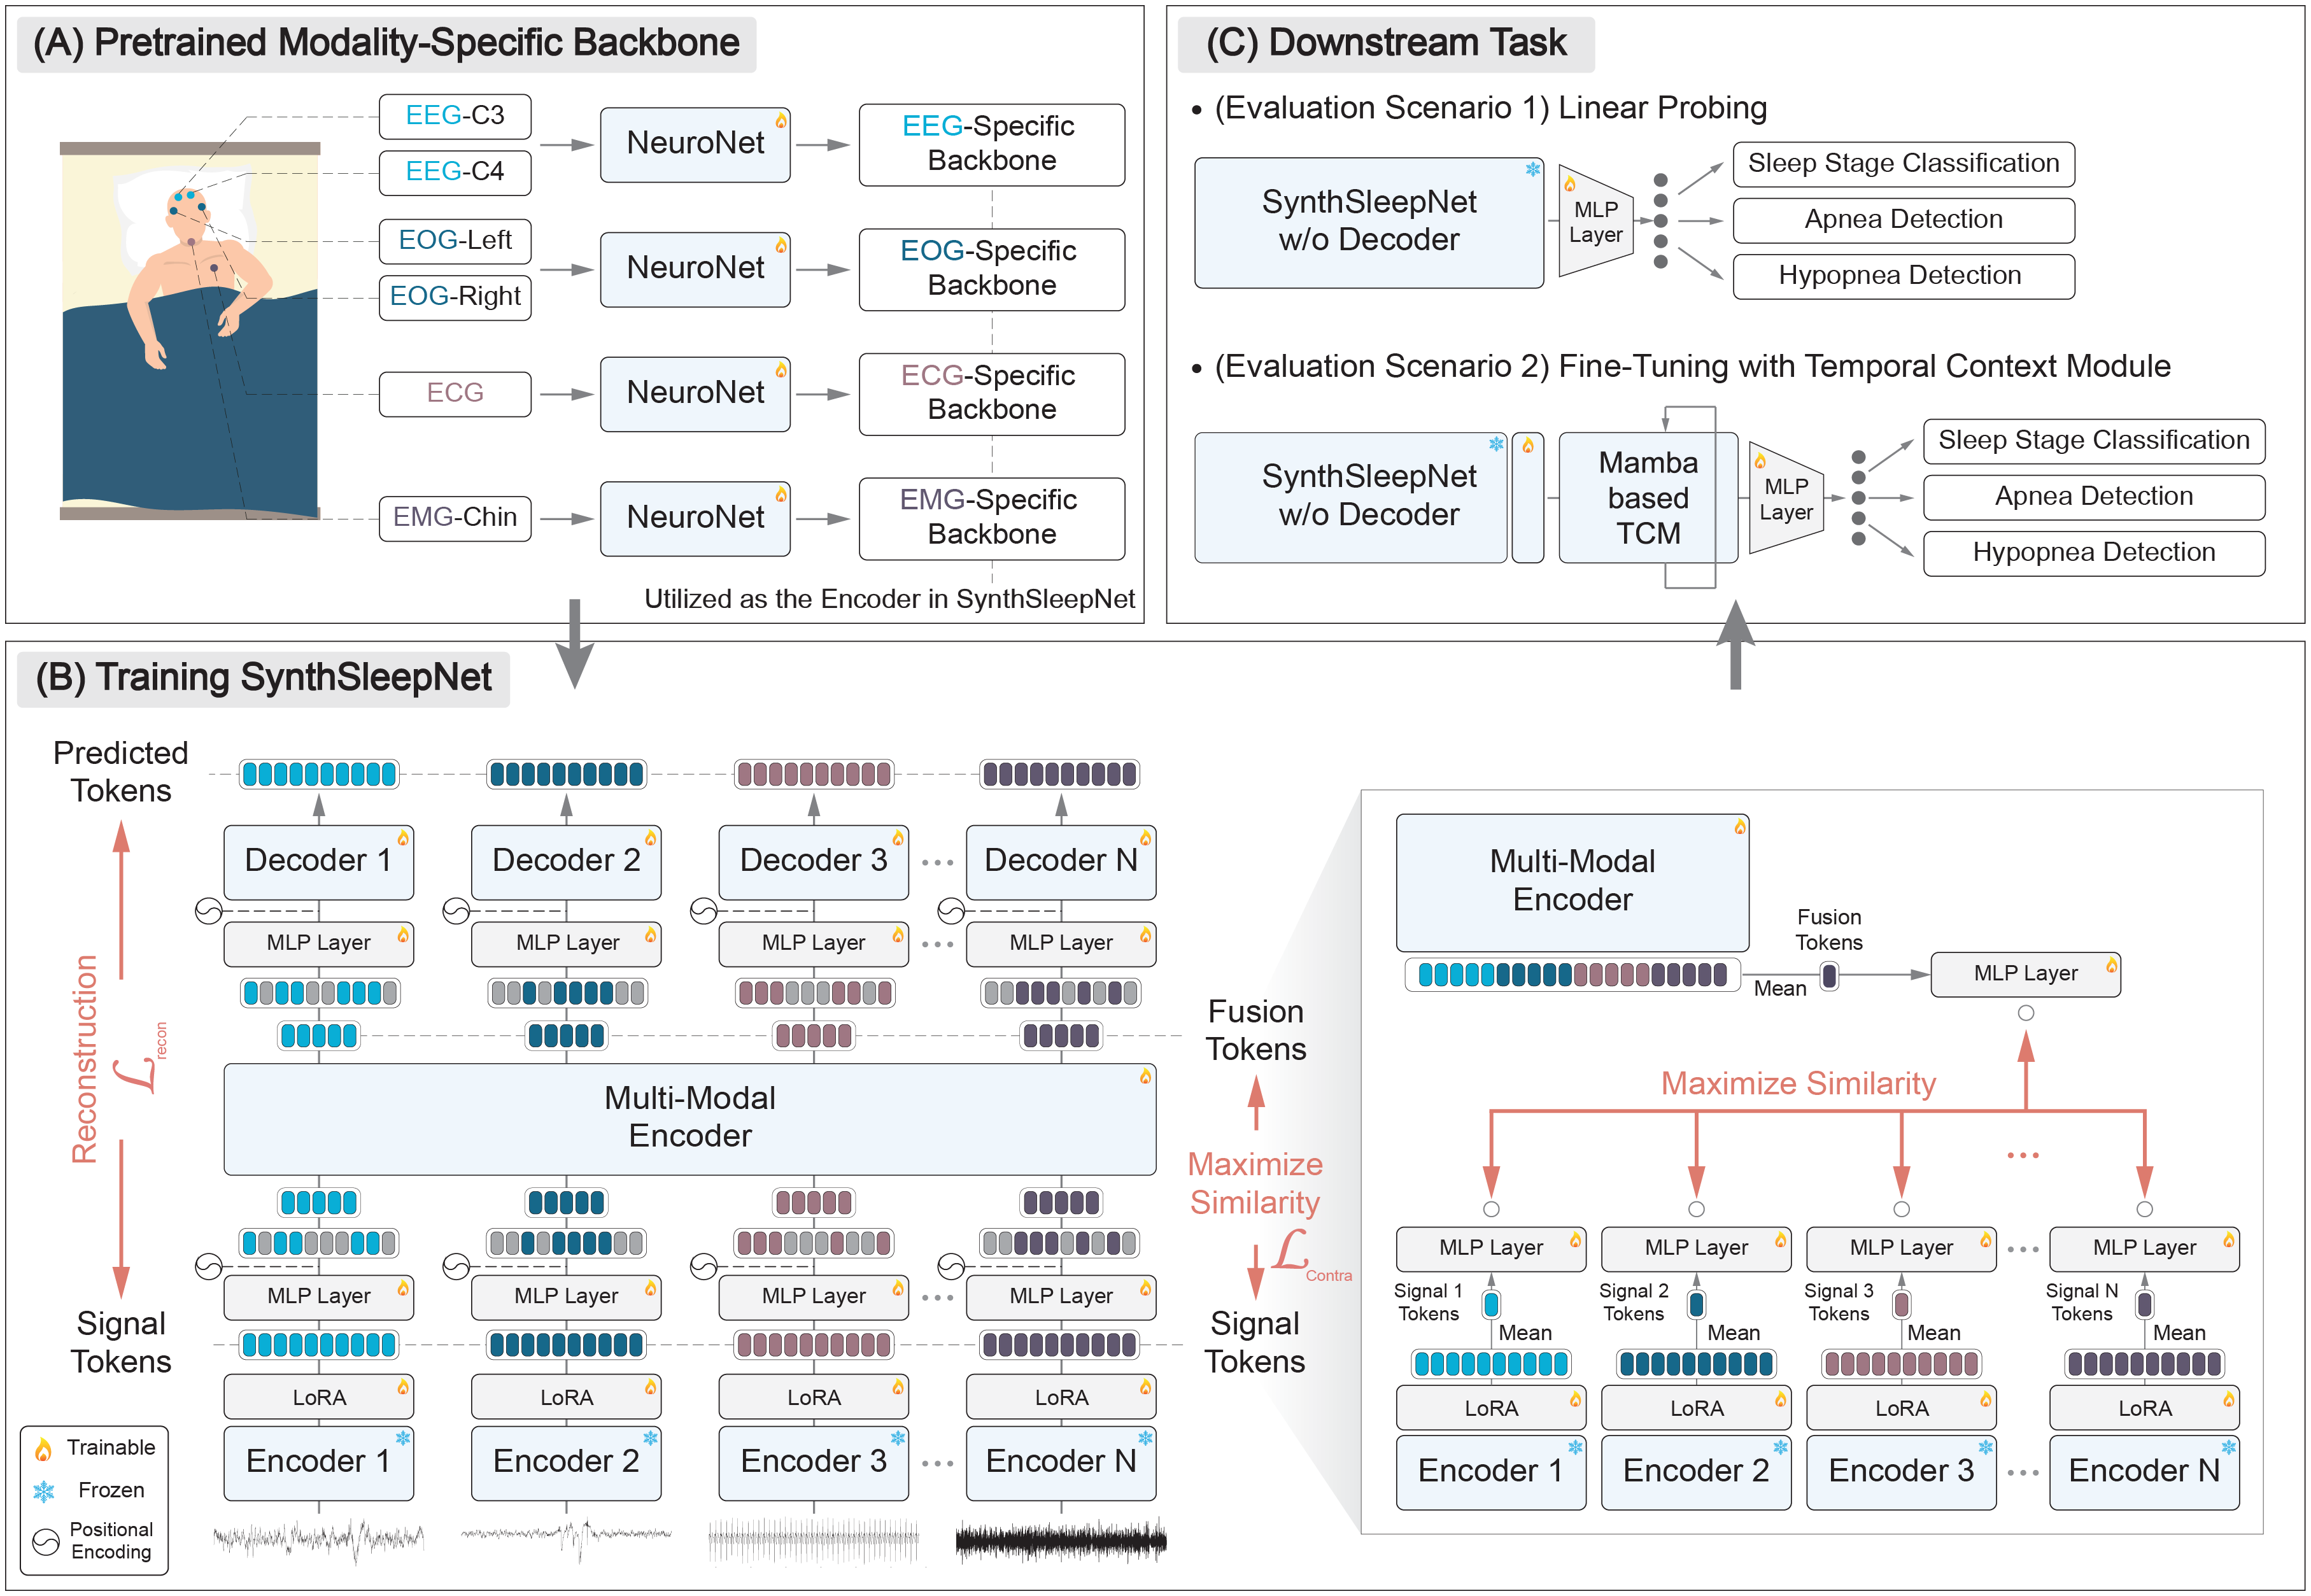 (A) Pretrained Modality-Specific Backbone
EEG-C3
EEG-C4
EOG-Left
EOG-Right
ECG
EMG-Chin
NeuroNet
NeuroNet
NeuroNet
NeuroNet
EEG-Specific
Backbone
EOG-Specific
Backbone
ECG-Specific
Backbone
EMG-Specific
Backbone
Utilized as the Encoder in SynthSleepNet
(C) Downstream Task
• (Evaluation Scenario 1) Linear Probing
SynthSleepNet
w/o Decoder
MLP
Layer
Sleep Stage Classification
Apnea Detection
Hypopnea Detection
• (Evaluation Scenario 2) Fine-Tuning with Temporal Context Module
SynthSleepNet
w/o Decoder
Mamba
based
TCM
MLP
Layer
Sleep Stage Classification
Apnea Detection
Hypopnea Detection
(B) Training SynthSleepNet
Predicted
Tokens
Reconstruction
ℒrecon
Signal
Tokens
Decoder 1
Decoder 2
Decoder 3
...
Decoder N
MLP Layer
MLP Layer
MLP Layer
...
MLP Layer
Multi-Modal
Encoder
MLP Layer
MLP Layer
MLP Layer
...
MLP Layer
LoRA
LoRA
LoRA
LoRA
Encoder 1
Encoder 2
Encoder 3
...
Encoder N
Trainable
Frozen
Positional
Encoding
Fusion
Tokens
Maximize
Similarity
ℒContra
Signal
Tokens
Multi-Modal
Encoder
Fusion
Tokens
Mean
MLP Layer
Maximize Similarity
...
MLP Layer
MLP Layer
MLP Layer
...
MLP Layer
Signal 1
Tokens
Signal 2
Tokens
Signal 3
Tokens
Signal N
Tokens
Mean
Mean
Mean
Mean
LoRA
LoRA
LoRA
LoRA
Encoder 1
Encoder 2
Encoder 3
...
Encoder N